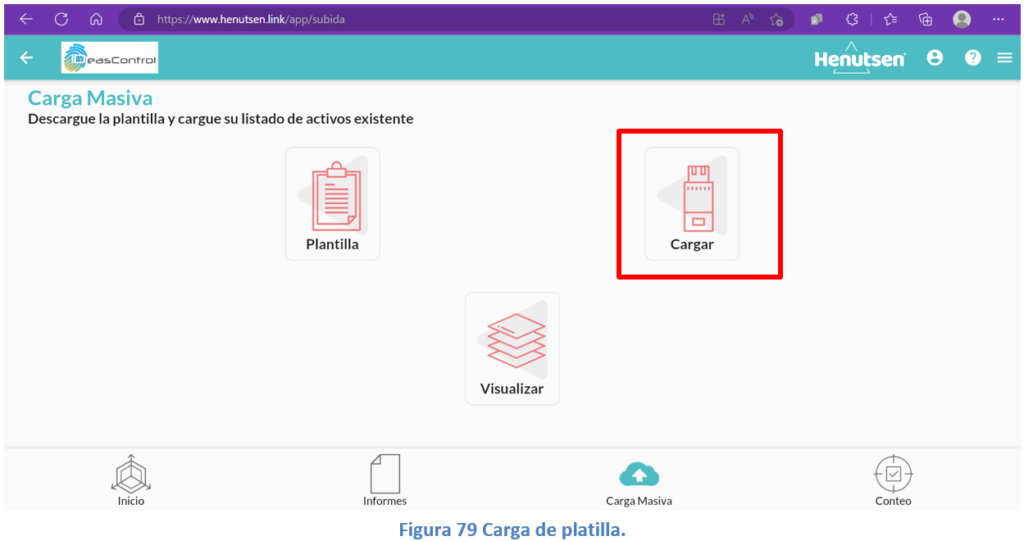 https://www.henutsen.link/app/subida
easControl
Henutsen
Carga Masiva
Descargue la plantilla y cargue su listado de activos existente
Plantilla
Cargar
Visualizar
Inicio
Informes
Carga Masiva
Conteo
Figura 79 Carga de platilla.